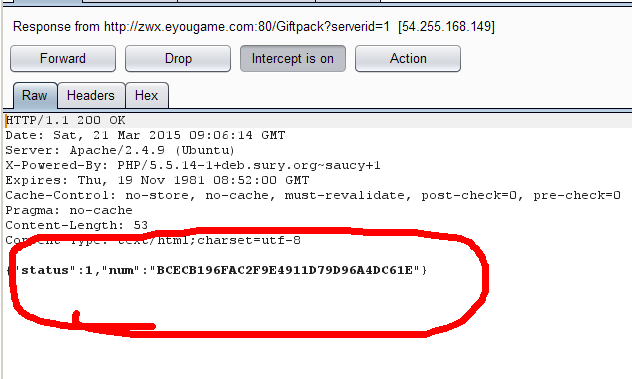 Response from http://zwx.eyougame.com:80/Giftpack?serverid=1 [54.255.168.149]
Forward Drop Intercept is on Action
Raw Headers Hex
HTTP/1.1 200 OK
Date: Sat, 21 Mar 2015 09:06:14 GMT
Server: Apache/2.4.9 (Ubuntu)
X-Powered-By: PHP/5.5.14-1+deb.sury.org~saucy+1
Expires: Thu, 19 Nov 1981 08:52:00 GMT
Cache-Control: no-store, no-cache, must-revalidate, post-check=0, pre-check=0
Pragma: no-cache
Content-Length: 53
Content-Type: text/html;charset=utf-8
{"status":1,"num":"BCECB196FAC2F9E4911D79D96A4DC61E"}